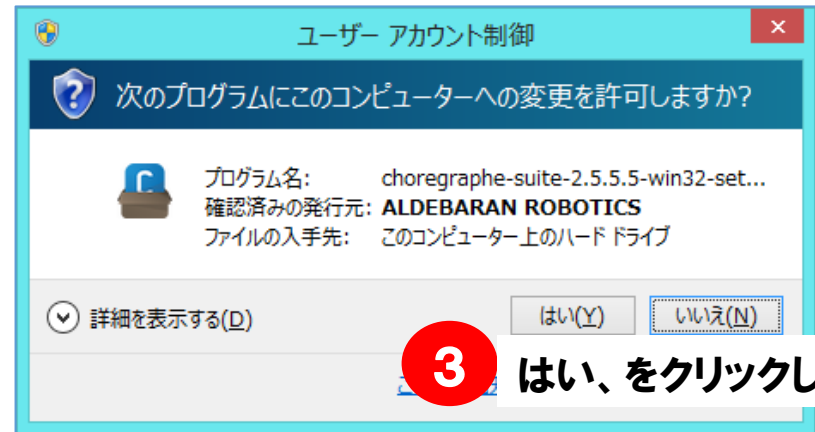 ユーザー アカウント制御
次のプログラムにこのコンピューターへの変更を許可しますか?
プログラム名: choregraphe-suite-2.5.5.5-win32-set...
確認済みの発行元: ALDEBARAN ROBOTICS
ファイルの入手先: このコンピューター上のハード ドライブ
詳細を表示する(D) はい(Y) いいえ(N)
3 はい、をクリックし